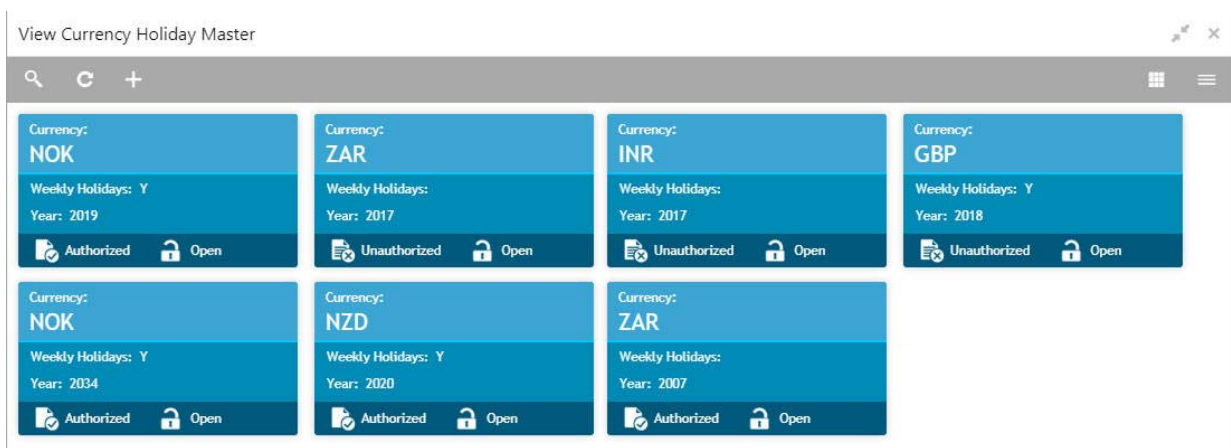 View Currency Holiday Master
Currency:
NOK
Weekly Holidays: Y
Year: 2019
Authorized Open
Currency:
ZAR
Weekly Holidays:
Year: 2017
Unauthorized Open
Currency:
INR
Weekly Holidays:
Year: 2017
Unauthorized Open
Currency:
GBP
Weekly Holidays: Y
Year: 2018
Unauthorized Open
Currency:
NOK
Weekly Holidays: Y
Year: 2034
Authorized Open
Currency:
NZD
Weekly Holidays: Y
Year: 2020
Authorized Open
Currency:
ZAR
Weekly Holidays:
Year: 2007
Authorized Open